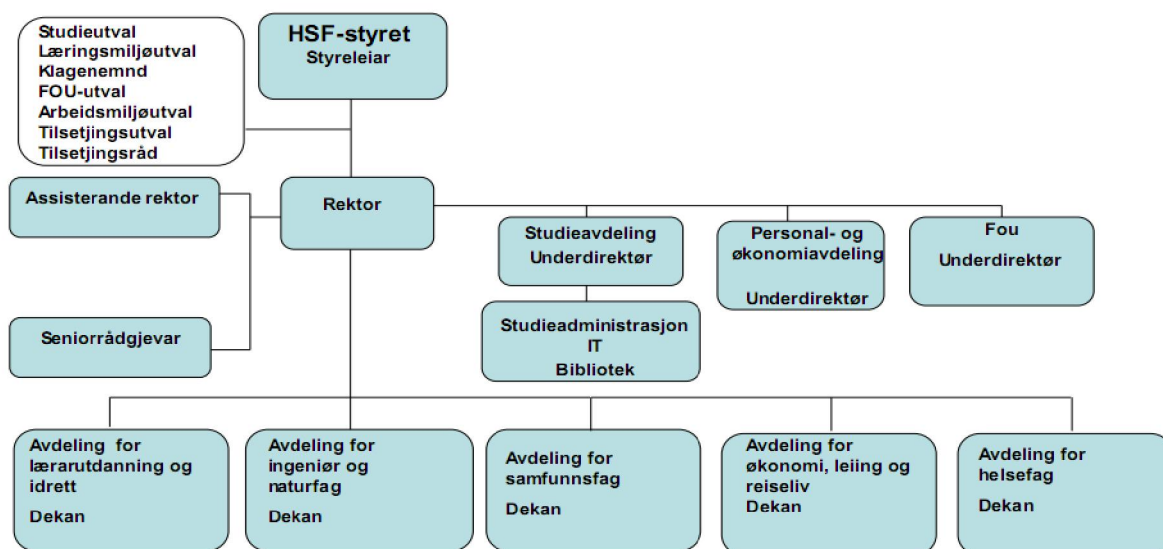 Studieutval
Læringsmiljøutval
Klagenemnd
FOU-utval
Arbeidsmiljøutval
Tilsetjingsutval
Tilsetjingsråd
HSF-styret
Styreleiar
Assisterande rektor
Rektor
Studieavdeling
Underdirektør
Personal- og
økonomiavdeling
Underdirektør
Fou
Underdirektør
Seniorrådgjevar
Studieadministrasjon
IT
Bibliotek
Avdeling for
lærarutdanning og
idrett
Dekan
Avdeling for
ingeniør og
naturfag
Dekan
Avdeling for
samfunnsfag
Dekan
Avdeling for
økonomi, leiing og
reiseliv
Dekan
Avdeling for
helsefag
Dekan